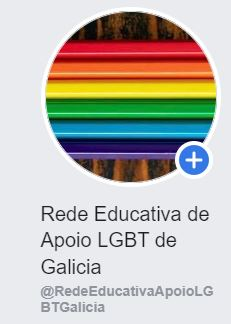 Rede Educativa de
Apoio LGBT de
Galicia
@RedeEducativaApoioLG
BTGalicia